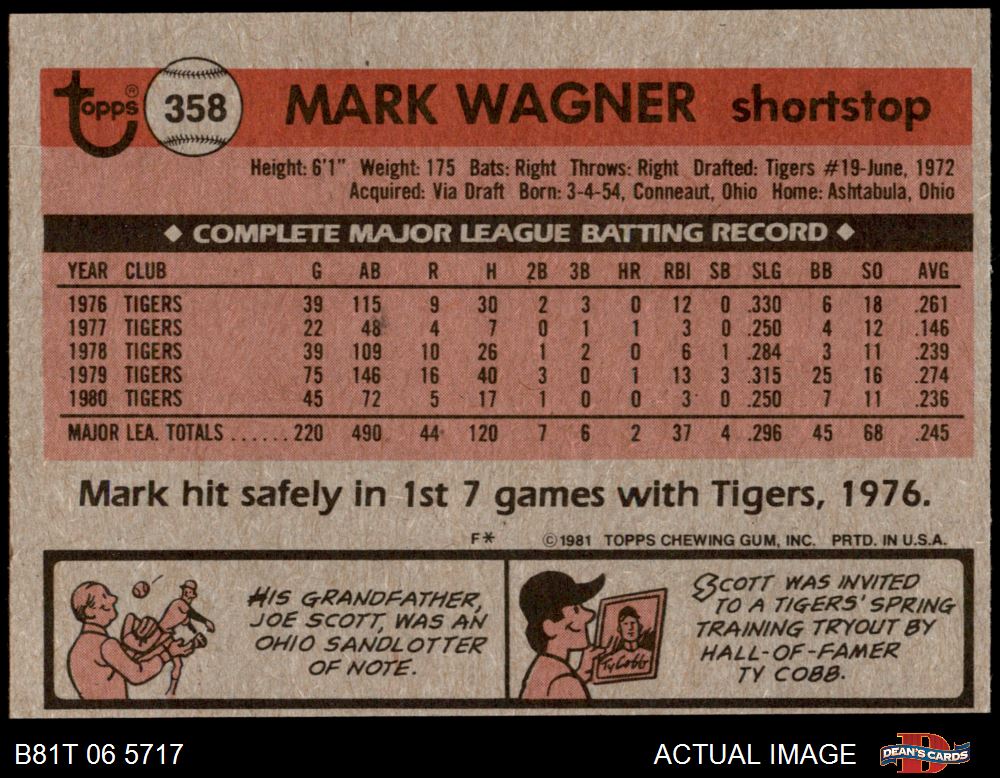 Topps® 358 MARK WAGNER shortstop
Height: 6'1" Weight: 175 Bats: Right Throws: Right Drafted: Tigers #19-June, 1972
Acquired: Via Draft Born: 3-4-54, Conneaut, Ohio Home: Ashtabula, Ohio
◆ COMPLETE MAJOR LEAGUE BATTING RECORD ◆
YEAR CLUB G AB R H 2B 3B HR RBI SB SLG BB SO AVG
1976 TIGERS 39 115 9 30 2 3 0 12 0 .330 6 18 .261
1977 TIGERS 22 48 4 7 0 1 1 3 0 .250 4 12 .146
1978 TIGERS 39 109 10 26 1 2 0 6 1 .284 3 11 .239
1979 TIGERS 75 146 16 40 3 0 1 13 3 .315 25 16 .274
1980 TIGERS 45 72 5 17 1 0 0 3 0 .250 7 11 .236
MAJOR LEA. TOTALS ......220 490 44 120 7 6 2 37 4 .296 45 68 .245
Mark hit safely in 1st 7 games with Tigers, 1976.
F* ©1981 TOPPS CHEWING GUM, INC. PRTD. IN U.S.A.
HIS GRANDFATHER,
JOE SCOTT, WAS AN
OHIO SANDLOTTER
OF NOTE.
Ty Cobb
SCOTT WAS INVITED
TO A TIGERS' SPRING
TRAINING TRYOUT BY
HALL-OF-FAMER
TY COBB.
B81T 06 5717 ACTUAL IMAGE DEAN'S CARDS